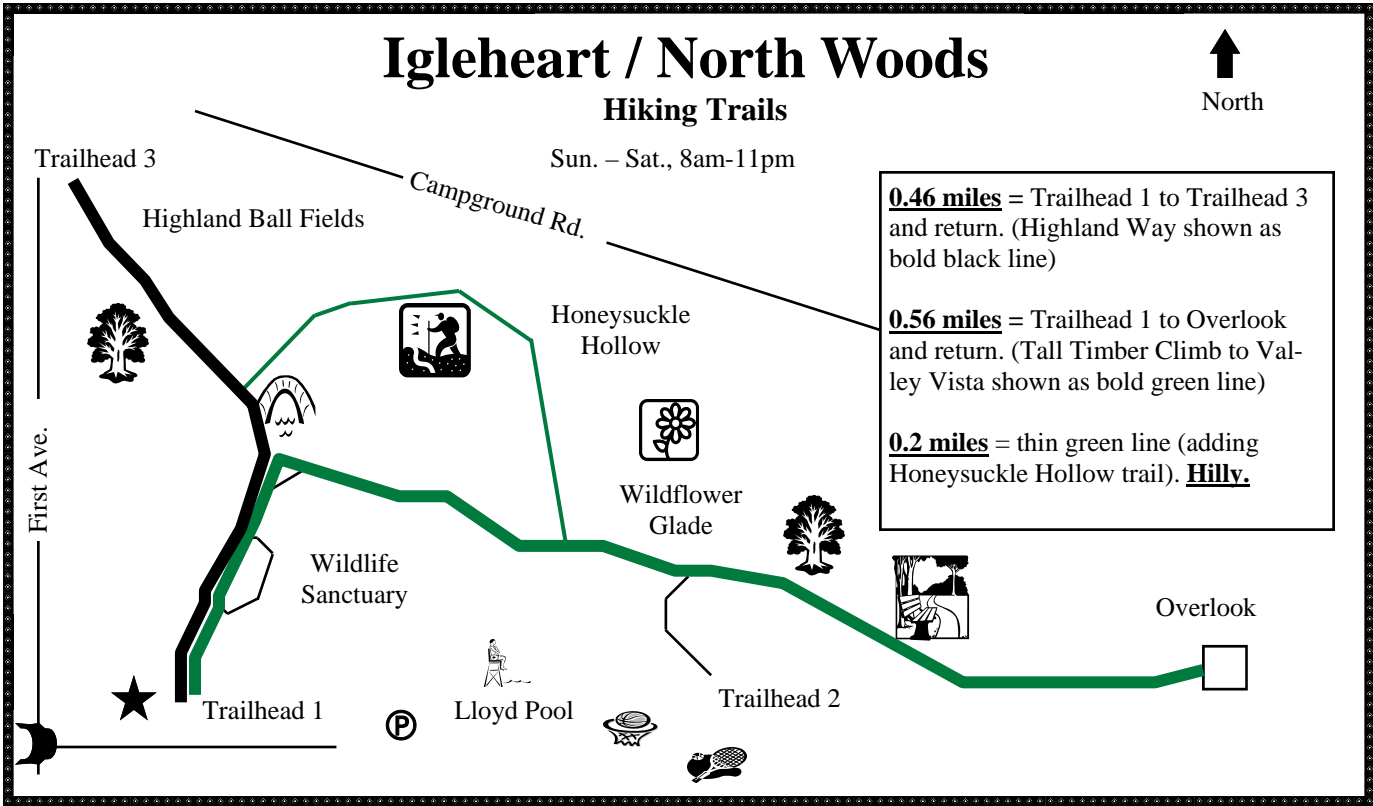 Igleheart / North Woods
Hiking Trails
North
Sun. – Sat., 8am-11pm
Trailhead 3
Campground Rd.
Highland Ball Fields
0.46 miles = Trailhead 1 to Trailhead 3
and return. (Highland Way shown as
bold black line)
0.56 miles = Trailhead 1 to Overlook
and return. (Tall Timber Climb to Val-
ley Vista shown as bold green line)
0.2 miles = thin green line (adding
Honeysuckle Hollow trail). Hilly.
Honeysuckle
Hollow
First Ave.
Wildflower
Glade
Wildlife
Sanctuary
Overlook
Trailhead 2
Trailhead 1
P
Lloyd Pool